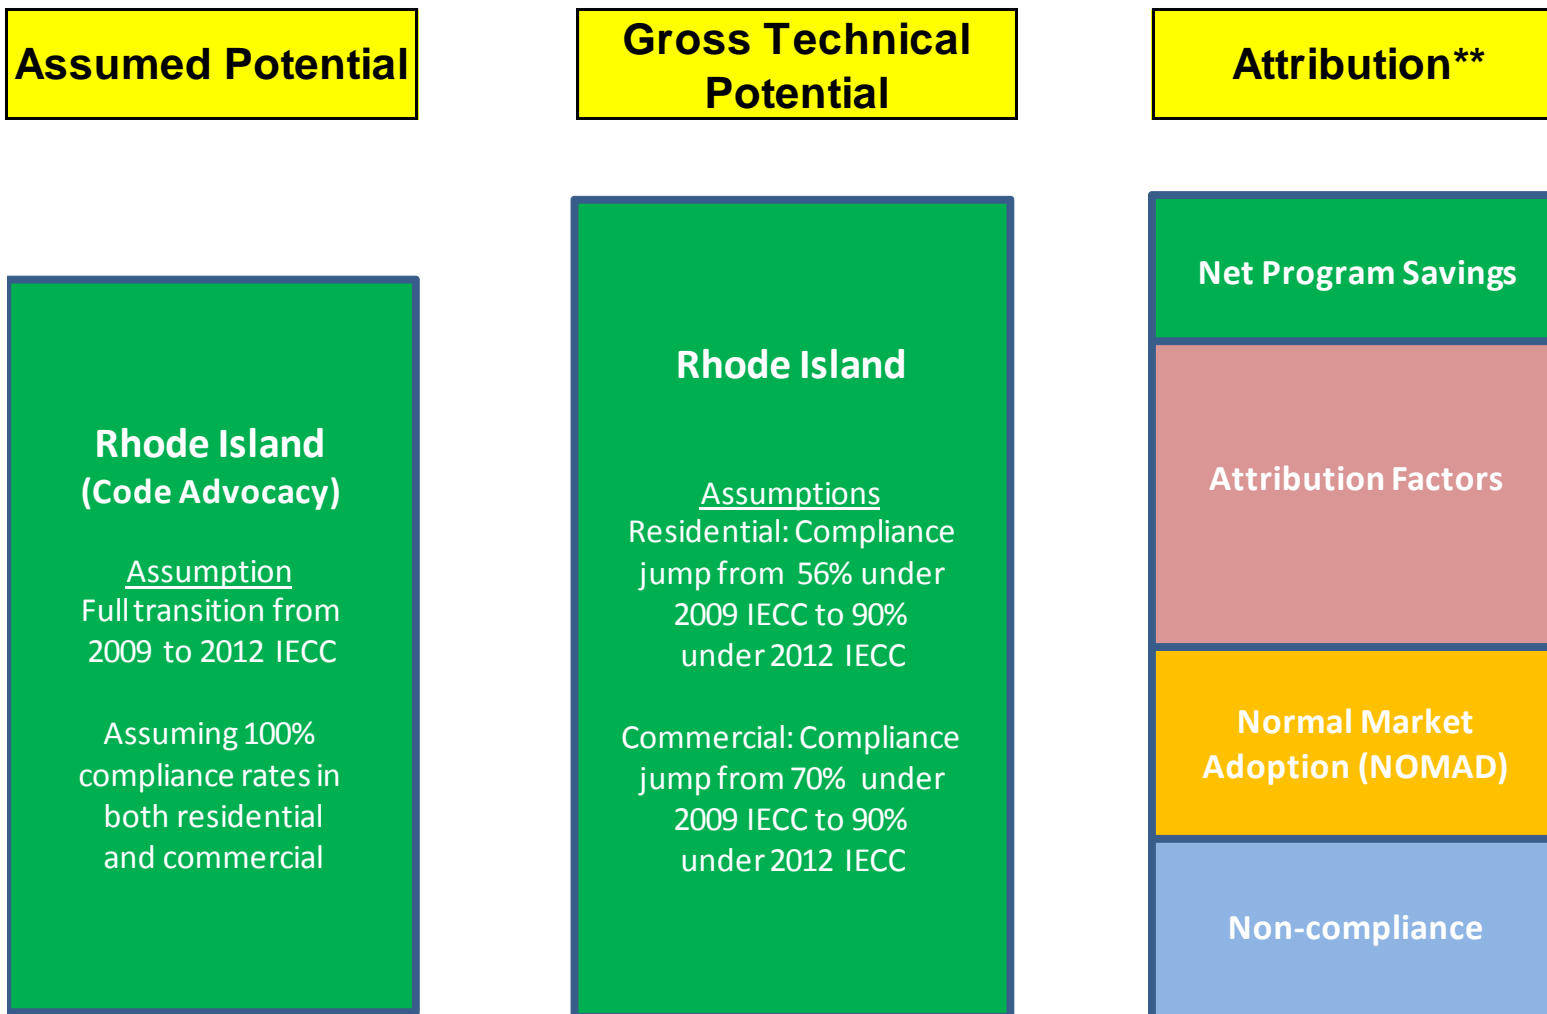 Assumed Potential
Gross Technical
Potential
Attribution**
Rhode Island
(Code Advocacy)
Assumption
Full transition from
2009 to 2012 IECC
Assuming 100%
compliance rates in
both residential
and commercial
Rhode Island
Assumptions
Residential: Compliance
jump from 56% under
2009 IECC to 90%
under 2012 IECC
Commercial: Compliance
jump from 70% under
2009 IECC to 90%
under 2012 IECC
Net Program Savings
Attribution Factors
Normal Market
Adoption (NOMAD)
Non-compliance